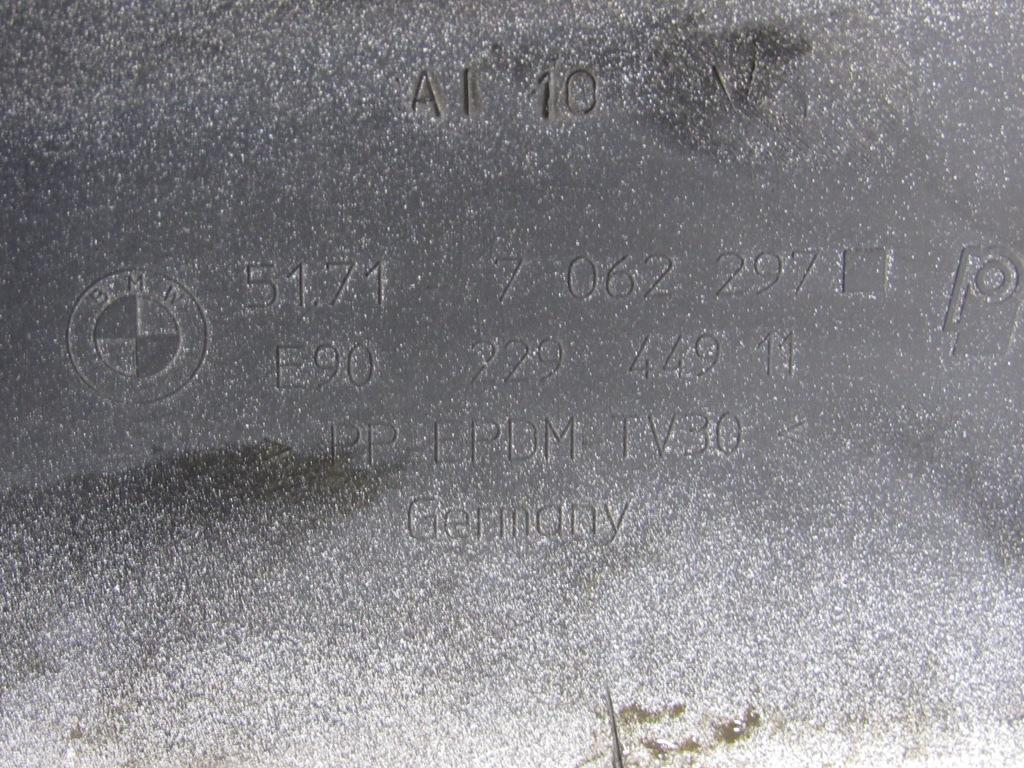 AI 10 V
BMW
51.71 - 7 062 297
E90 229 449 11
> PP-EPDM-TV30 <
Germany